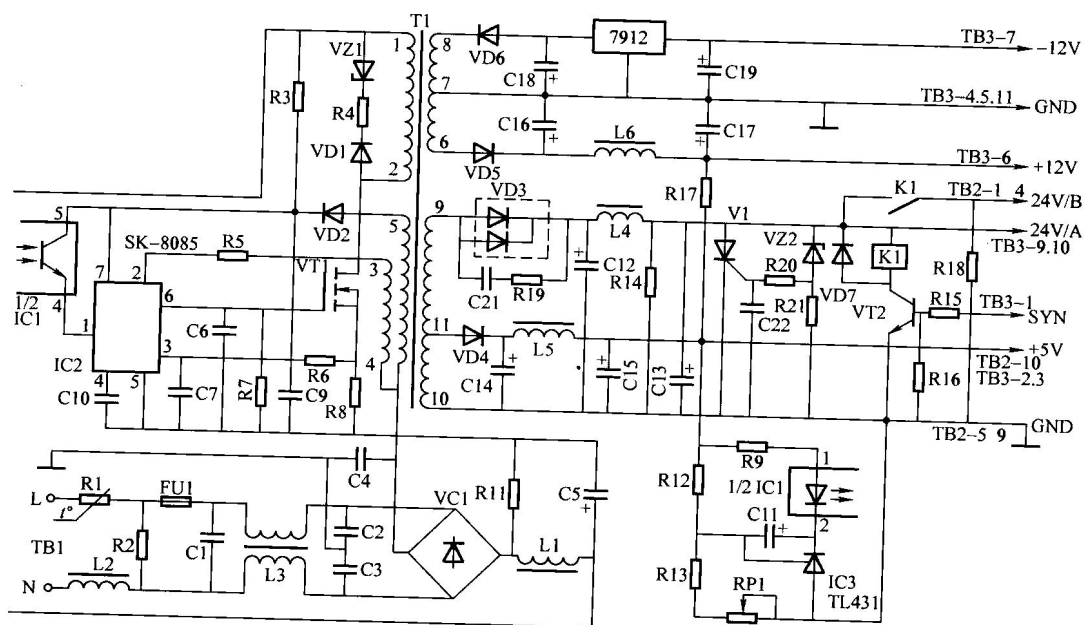 T1
1
8
VZ1
VD6
7912
TB3-7
-12V
C18
+
C19
+
R3
R4
7
TB3-4.5.11
GND
C16
+
C17
+
VD1
L6
2
6
VD5
TB3-6
+12V
VD3
R17
K1
TB2-1 4
24V/B
5
VD2
5
9
L4
V1
24V/A
TB3-9.10
SK-8085
R5
VT1
3
C12
+
VZ2
K1
R20
R18
C21
R19
R14
R21
VD7
R15
TB3-1
SYN
7
2
1/2
IC1
4
6
C22
VT2
1
C6
11
VD4
L5
+5V
TB2-10
TB3-2.3
3
IC2
4
5
R6
4
C14
+
C15
+
C13
+
R16
C10
C7
R7
C9
R8
10
GND
TB2-5 9
R9
1
C4
R1
FU1
L
t°
VC1
R11
C5
+
R12
1/2 IC1
C2
C11
+
2
TB1
R2
C1
L2
L3
C3
L1
R13
RP1
IC3
TL431
N